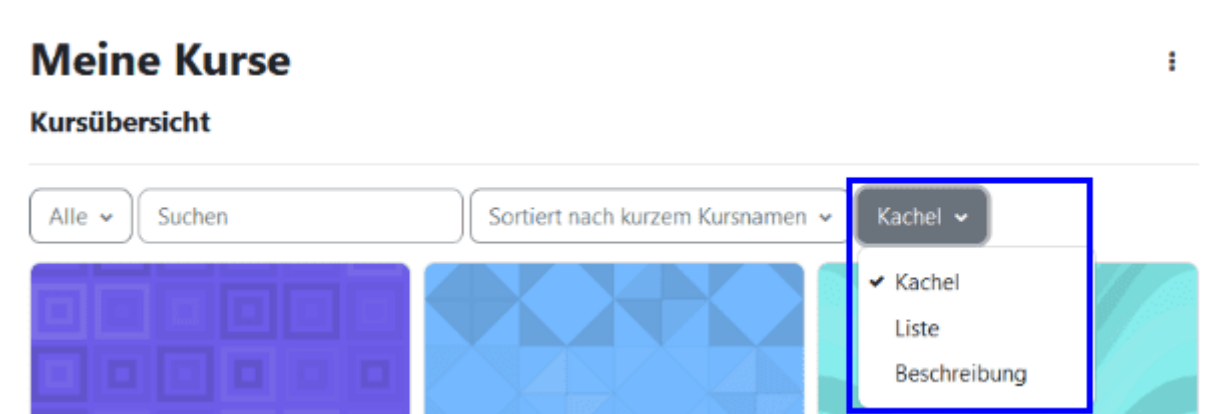 Meine Kurse
Kursübersicht
Alle Suchen Sortiert nach kurzem Kursnamen Kachel
Kachel
Liste
Beschreibung